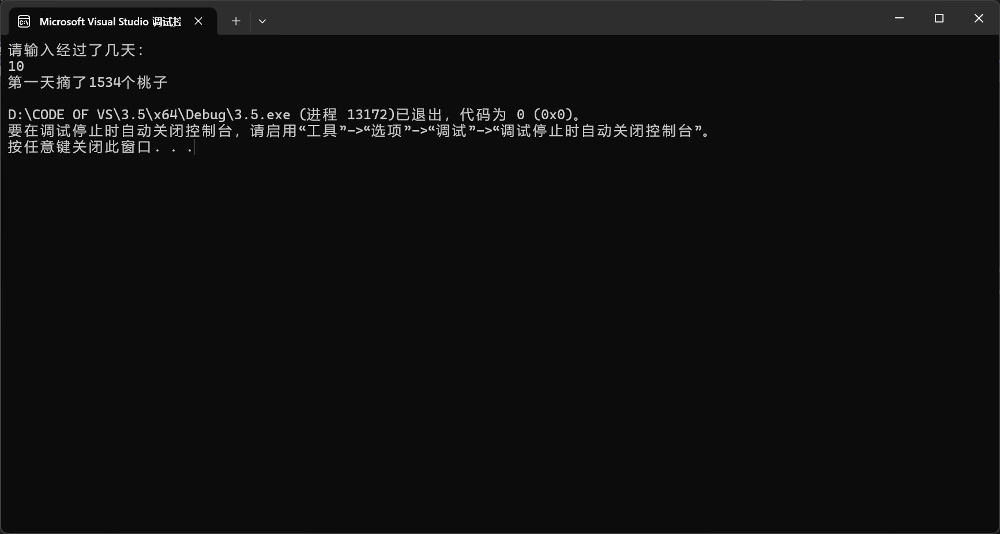 Microsoft Visual Studio 调试控
请输入经过了几天:
10
第一天摘了1534个桃子
D:\CODE OF VS\3.5\x64\Debug\3.5.exe (进程 13172)已退出，代码为 0 (0x0)。
要在调试停止时自动关闭控制台，请启用“工具”->“选项”->“调试”->“调试停止时自动关闭控制台”。
按任意键关闭此窗口. . .